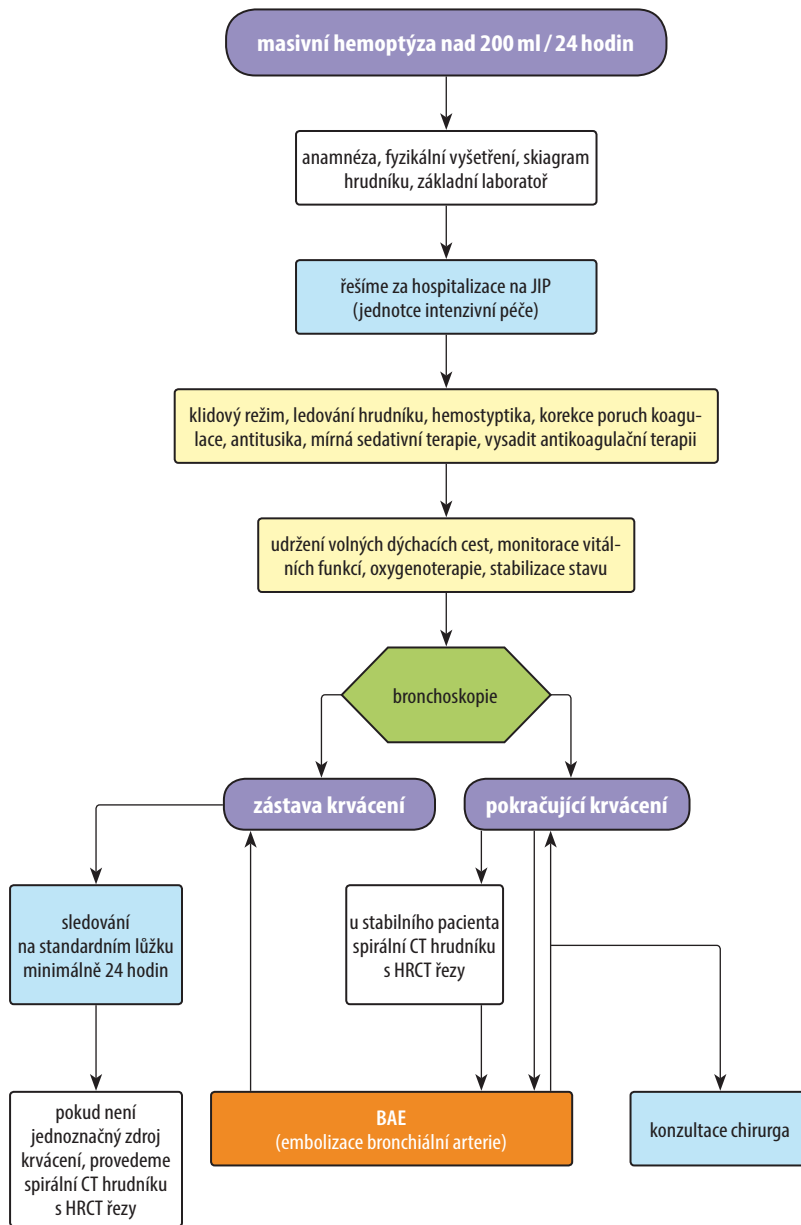 masivní hemoptýza nad 200 ml / 24 hodin
anamnéza, fyzikální vyšetření, skiagram
hrudníku, základní laboratoř
řešíme za hospitalizace na JIP
(jednotce intenzivní péče)
klidový režim, ledování hrudníku, hemostyptika, korekce poruch koagu-
lace, antitusika, mírná sedativní terapie, vysadit antikoagulační terapii
udržení volných dýchacích cest, monitorace vitál-
ních funkcí, oxygenoterapie, stabilizace stavu
bronchoskopie
zástava krvácení
pokračující krvácení
sledování
na standardním lůžku
minimálně 24 hodin
u stabilního pacienta
spirální CT hrudníku
s HRCT řezy
pokud není
jednoznačný zdroj
krvácení, provedeme
spirální CT hrudníku
s HRCT řezy
BAE
(embolizace bronchiální arterie)
konzultace chirurga